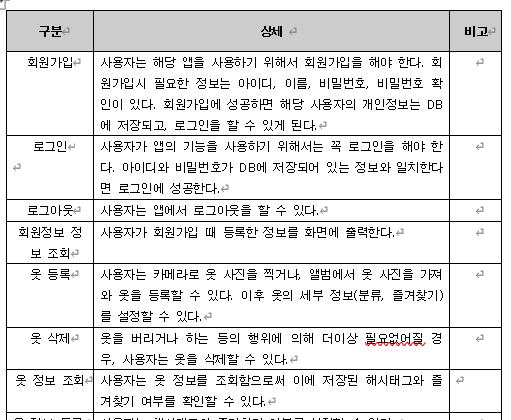 구분 상세 비고
회원가입 사용자는 해당 앱을 사용하기 위해서 회원가입을 해야 한다. 회
원가입시 필요한 정보는 아이디, 이름, 비밀번호, 비밀번호 확
인이 있다. 회원가입에 성공하면 해당 사용자의 개인정보는 DB
에 저장되고, 로그인을 할 수 있게 된다.
로그인 사용자가 앱의 기능을 사용하기 위해서는 꼭 로그인을 해야 한
다. 아이디와 비밀번호가 DB에 저장되어 있는 정보와 일치한다
면 로그인에 성공한다.
로그아웃 사용자는 앱에서 로그아웃을 할 수 있다.
회원정보 정 사용자가 회원가입 때 등록한 정보를 화면에 출력한다.
보 조회
옷 등록 사용자는 카메라로 옷 사진을 찍거나, 앨범에서 옷 사진을 가져
와 옷을 등록할 수 있다. 이후 옷의 세부 정보(분류, 즐겨찾기)
를 설정할 수 있다.
옷 삭제 옷을 버리거나 하는 등의 행위에 의해 더이상 필요없어질 경
우, 사용자는 옷을 삭제할 수 있다.
옷 정보 조회 사용자는 옷 정보를 조회함으로써 이에 저장된 해시태그와 즐
겨찾기 여부를 확인할 수 있다.